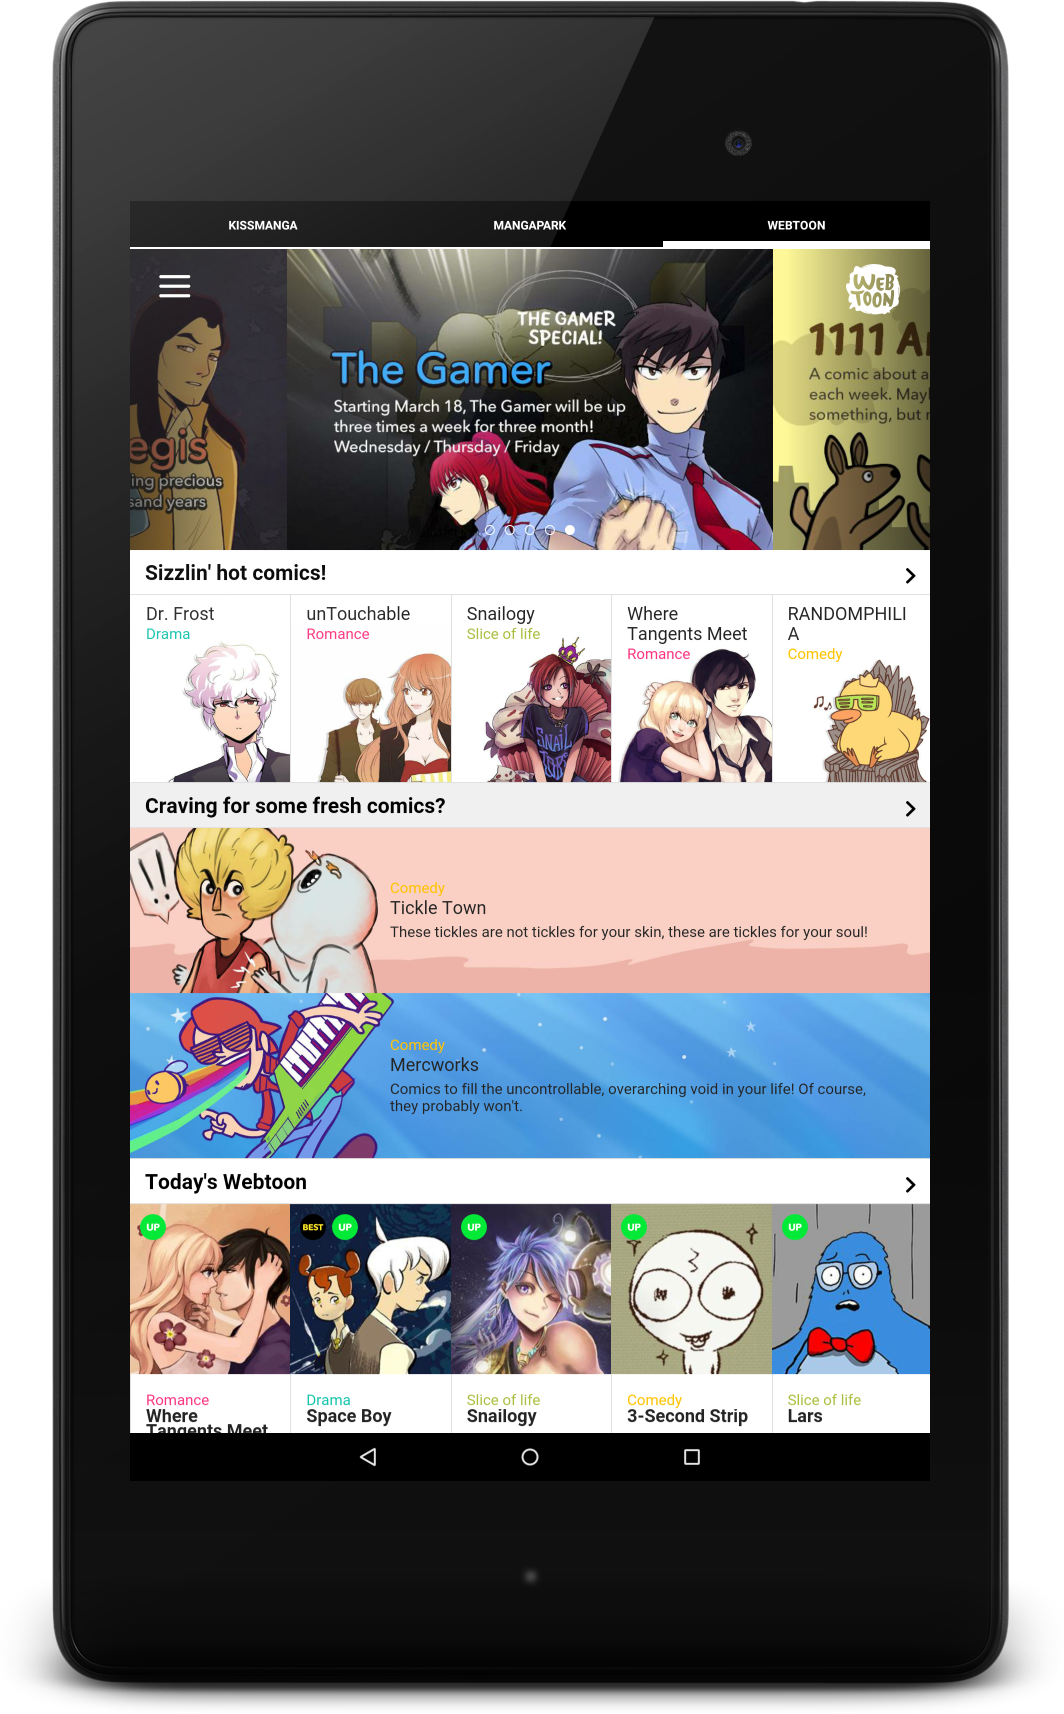 KISSMANGA
MANGAPARK
WEBTOON
WEB
TOON
THE GAMER
SPECIAL!
The Gamer
Starting March 18, The Gamer will be up
three times a week for three month!
Wednesday / Thursday / Friday
egis
ing precious
sand years
1111
A comic about a
each week. May
something, but
Sizzlin' hot comics!
Dr. Frost
Drama
unTouchable
Romance
Snailogy
Slice of life
SNAIL
Where
Tangents Meet
Romance
RANDOMPHILI
A
Comedy
Craving for some fresh comics?
!!
Comedy
Tickle Town
These tickles are not tickles for your skin, these are tickles for your soul!
Comedy
Mercworks
Comics to fill the uncontrollable, overarching void in your life! Of course,
they probably won't.
Today's Webtoon
UP
BEST
UP
UP
UP
UP
Romance
Where
Tangents Meet
Drama
Space Boy
Slice of life
Snailogy
Comedy
3-Second Strip
Slice of life
Lars